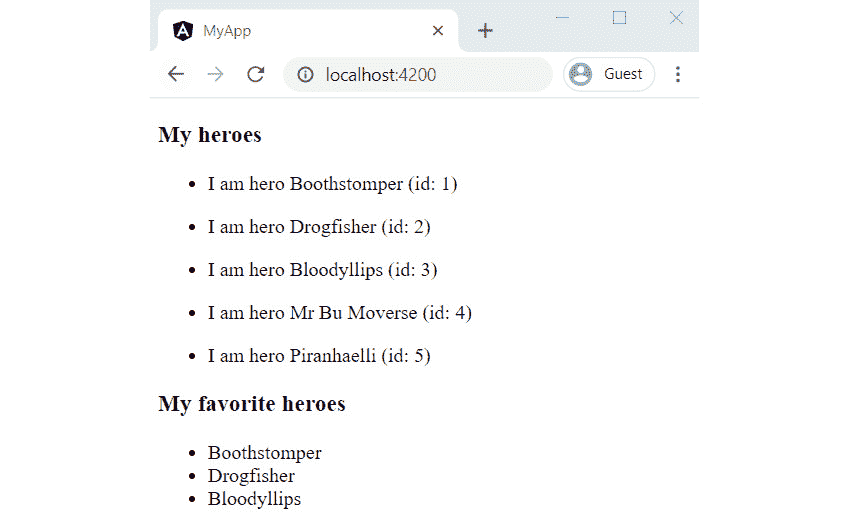 MyApp
localhost:4200
Guest
My heroes
I am hero Boothstomper (id: 1)
I am hero Drogfisher (id: 2)
I am hero Bloodyllips (id: 3)
I am hero Mr Bu Moverse (id: 4)
I am hero Piranhaelli (id: 5)
My favorite heroes
Boothstomper
Drogfisher
Bloodyllips